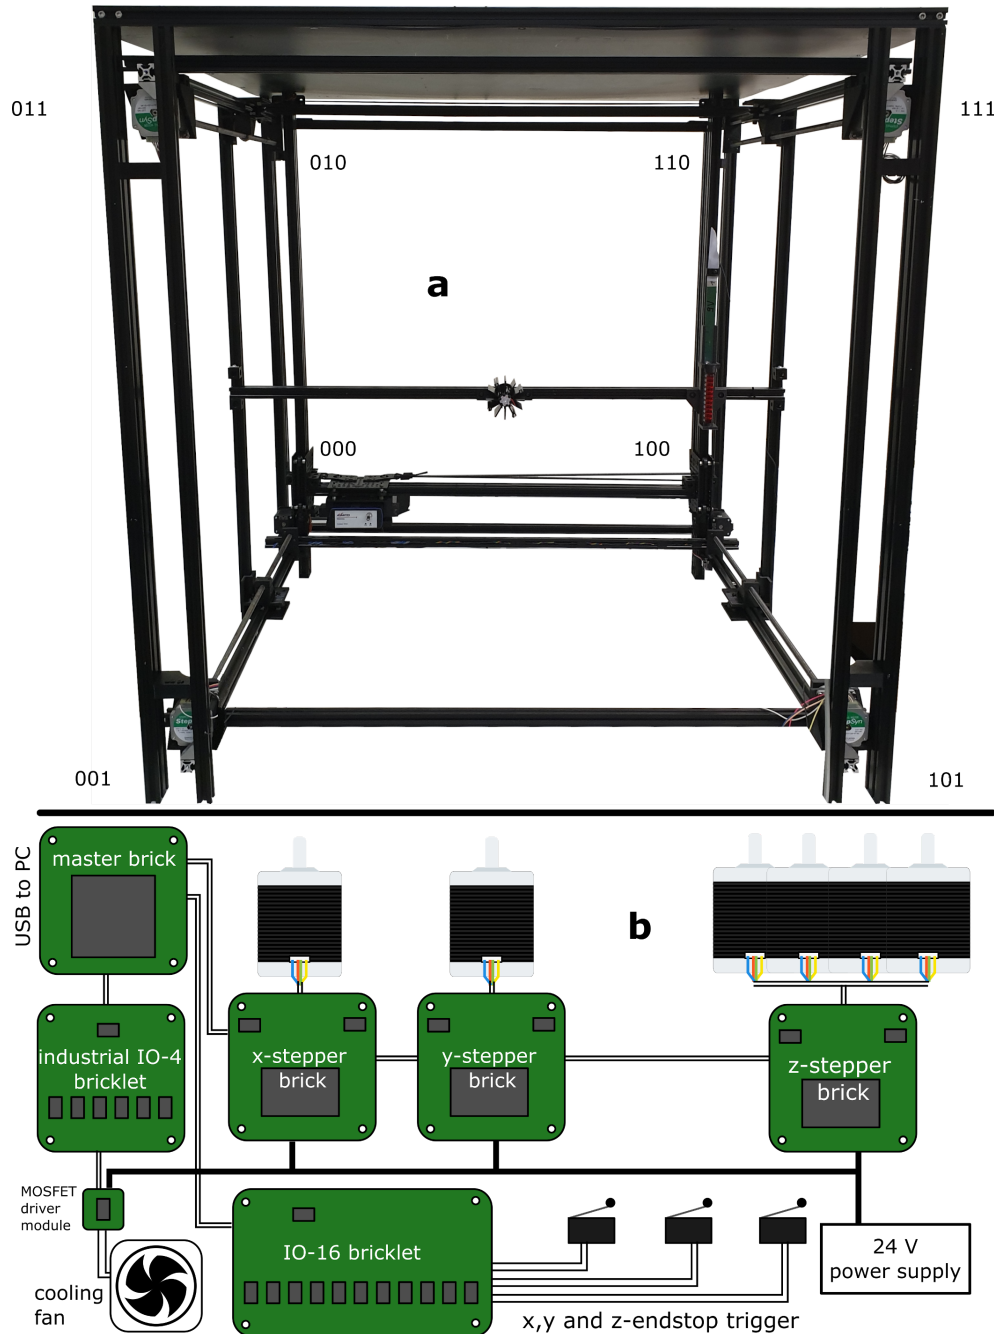 011
111
010
110
a
000
100
001
101
USB to PC
master brick
b
industrial IO-4
bricklet
x-stepper
brick
y-stepper
brick
z-stepper
brick
MOSFET
driver
module
IO-16 bricklet
24 V
power supply
cooling
fan
x,y and z-endstop trigger